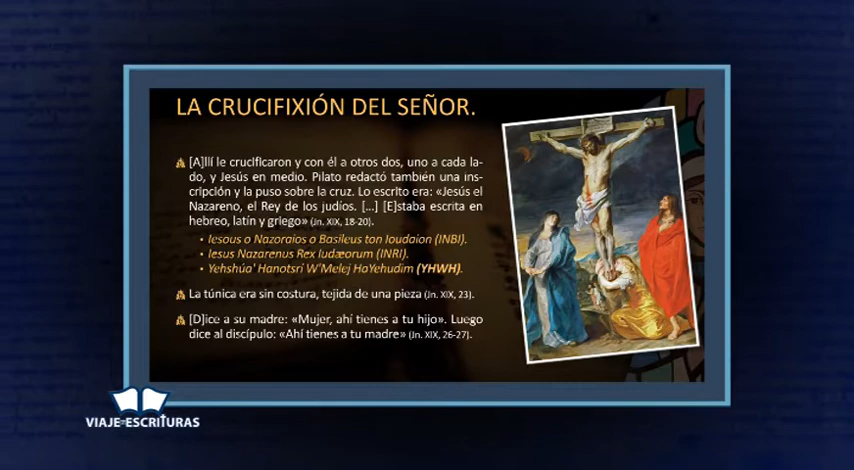 LA CRUCIFIXIÓN DEL SEÑOR.
[A]llí le crucificaron y con él a otros dos, uno a cada la-
do, y Jesús en medio. Pilato redactó también una ins-
cripción y la puso sobre la cruz. Lo escrito era: «Jesús el
Nazareno, el Rey de los judíos. [...] [E]staba escrita en
hebreo, latín y griego» (Jn. XIX, 18-20).
• Iesous o Nazoraios o Basileus ton Ioudaion (INBI).
• Iesus Nazarenus Rex Iudæorum (INRI).
• Yehshúa' Hanotsrí W'Melej HaYehudim (YHWH).
La túnica era sin costura, tejida de una pieza (Jn. XIX, 23).
[D]ice a su madre: «Mujer, ahí tienes a tu hijo». Luego
dice al discípulo: «Ahí tienes a tu madre» (Jn. XIX, 26-27).
VIAJE ESCRITURAS